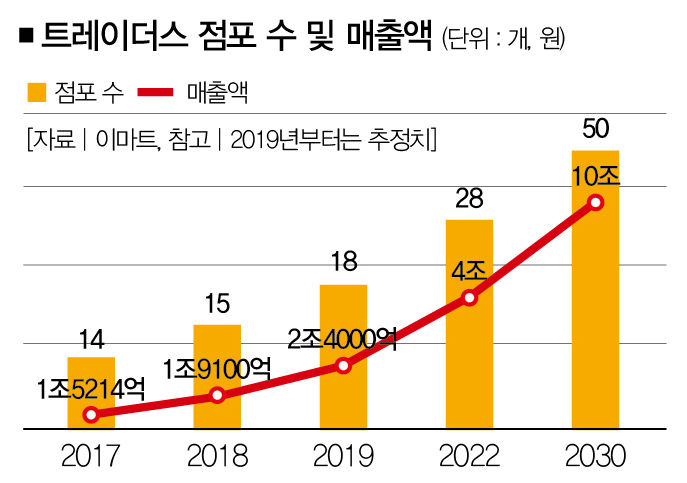 ■ 트레이더스 점포 수 및 매출액 (단위 : 개, 원)
점포 수 매출액
[자료 | 이마트, 참고 | 2019년부터는 추정치]
50
10조
28
4조
18
2조4000억
15
1조9100억
14
1조5214억
2017 2018 2019 2022 2030